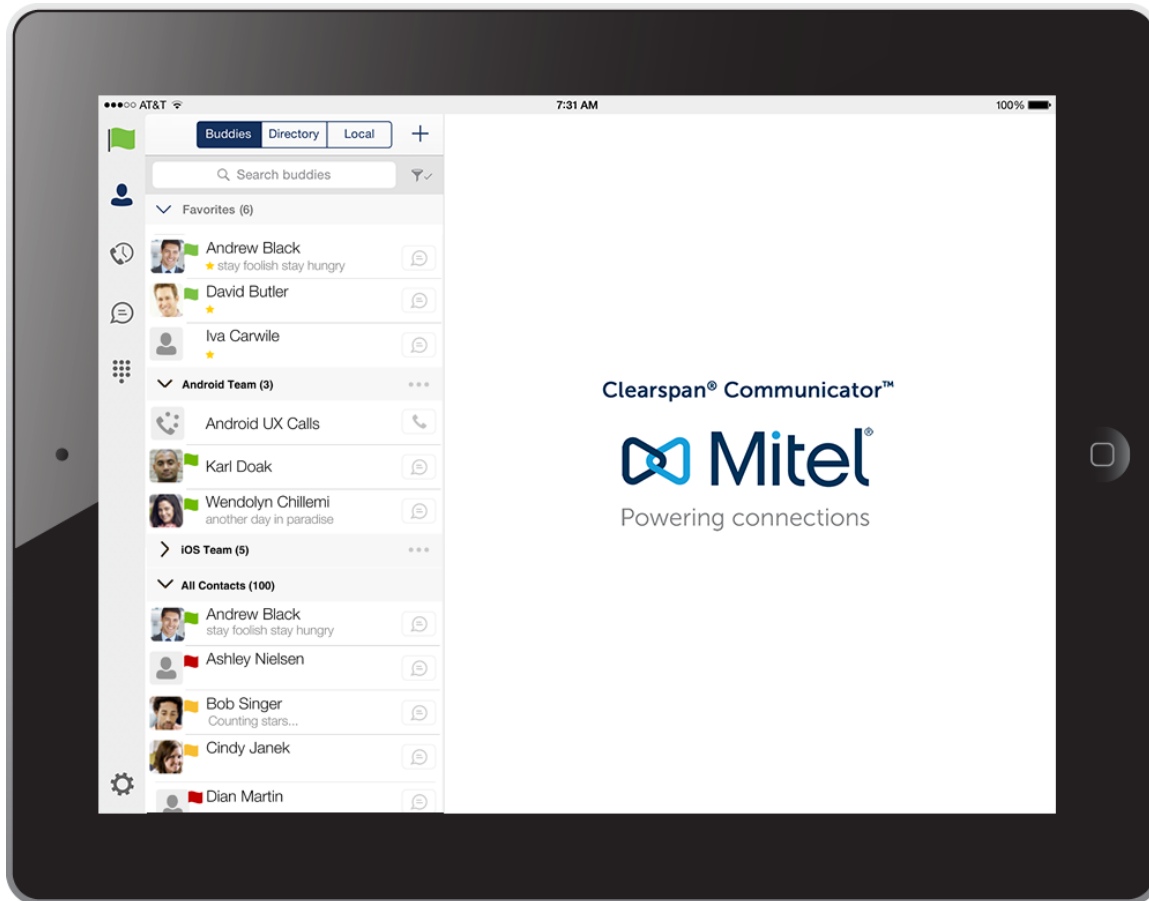 AT&T 7:31 AM 100%
Buddies Directory Local
Search buddies
Favorites (6)
Andrew Black
stay foolish stay hungry
David Butler
Iva Carwile
Android Team (3)
Android UX Calls
Karl Doak
Wendolyn Chillemi
another day in paradise
iOS Team (5)
All Contacts (100)
Andrew Black
stay foolish stay hungry
Ashley Nielsen
Bob Singer
Counting stars...
Cindy Janek
Dian Martin
Clearspan® Communicator™
Mitel®
Powering connections